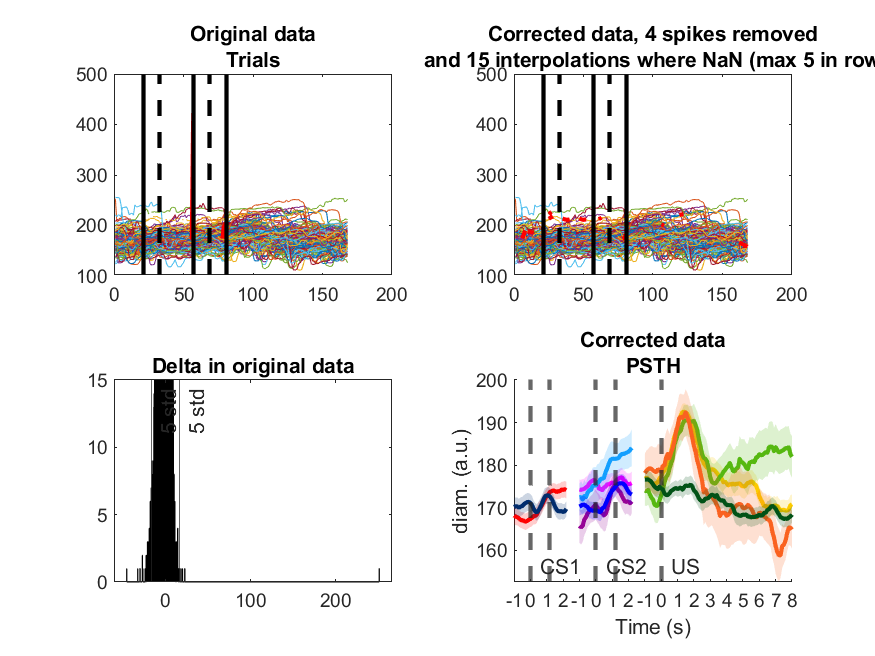 Original data
Trials
500
400
300
200
100
0
50
100
150
200
Corrected data, 4 spikes removed
and 15 interpolations where NaN (max 5 in row
500
400
300
200
100
0
50
100
150
200
Delta in original data
15
10
5
0
0
100
200
5 std
5 std
Corrected data
PSTH
200
190
180
170
160
diam. (a.u.)
CS1
CS2
US
-1 0 1 2 -1 0 1 2 -1 0 1 2 3 4 5 6 7 8
Time (s)